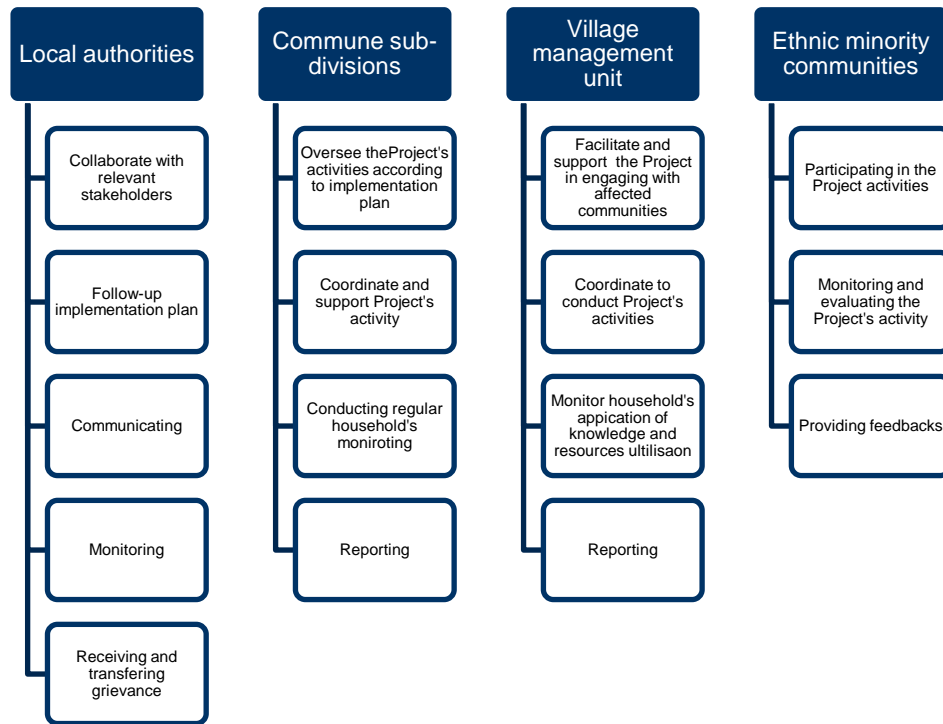 Local authorities
Collaborate with
relevant
stakeholders
Follow-up
implementation plan
Communicating
Monitoring
Receiving and
transfering
grievance
Commune sub-
divisions
Oversee theProject's
activities according
to implementation
plan
Coordinate and
support Project's
activity
Conducting regular
household's
moniroting
Reporting
Village
management
unit
Facilitate and
support the Project
in engaging with
affected
communities
Coordinate to
conduct Project's
activities
Monitor household's
appication of
knowledge and
resources ultilisaon
Reporting
Ethnic minority
communities
Participating in the
Project activities
Monitoring and
evaluating the
Project's activity
Providing feedbacks